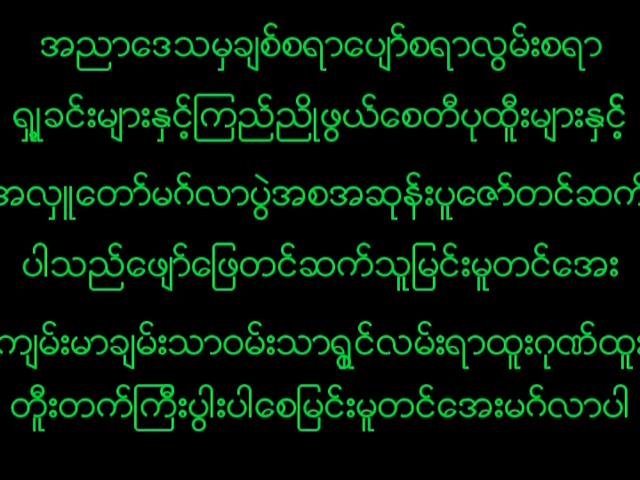 အညာဒေသမှချစ်စရာပျော်စရာလွမ်းစရာ
ရှုခင်းများနှင့်ကြည်ညိုဖွယ်စေတီပုထိုးများနှင့်
အလှူတော်မင်္ဂလာပွဲအစအဆုန်းပူဇော်တင်ဆက်
ပါသည်ဖျော်ဖြေတင်ဆက်သူမြင်းမူတင်အေး
ကျမ်းမာချမ်းသာဝမ်းသာရွှင်လမ်းရာထူးဂုဏ်ထူး
တိုးတက်ကြီးပွါးပါစေမြင်းမူတင်အေးမင်္ဂလာပါ